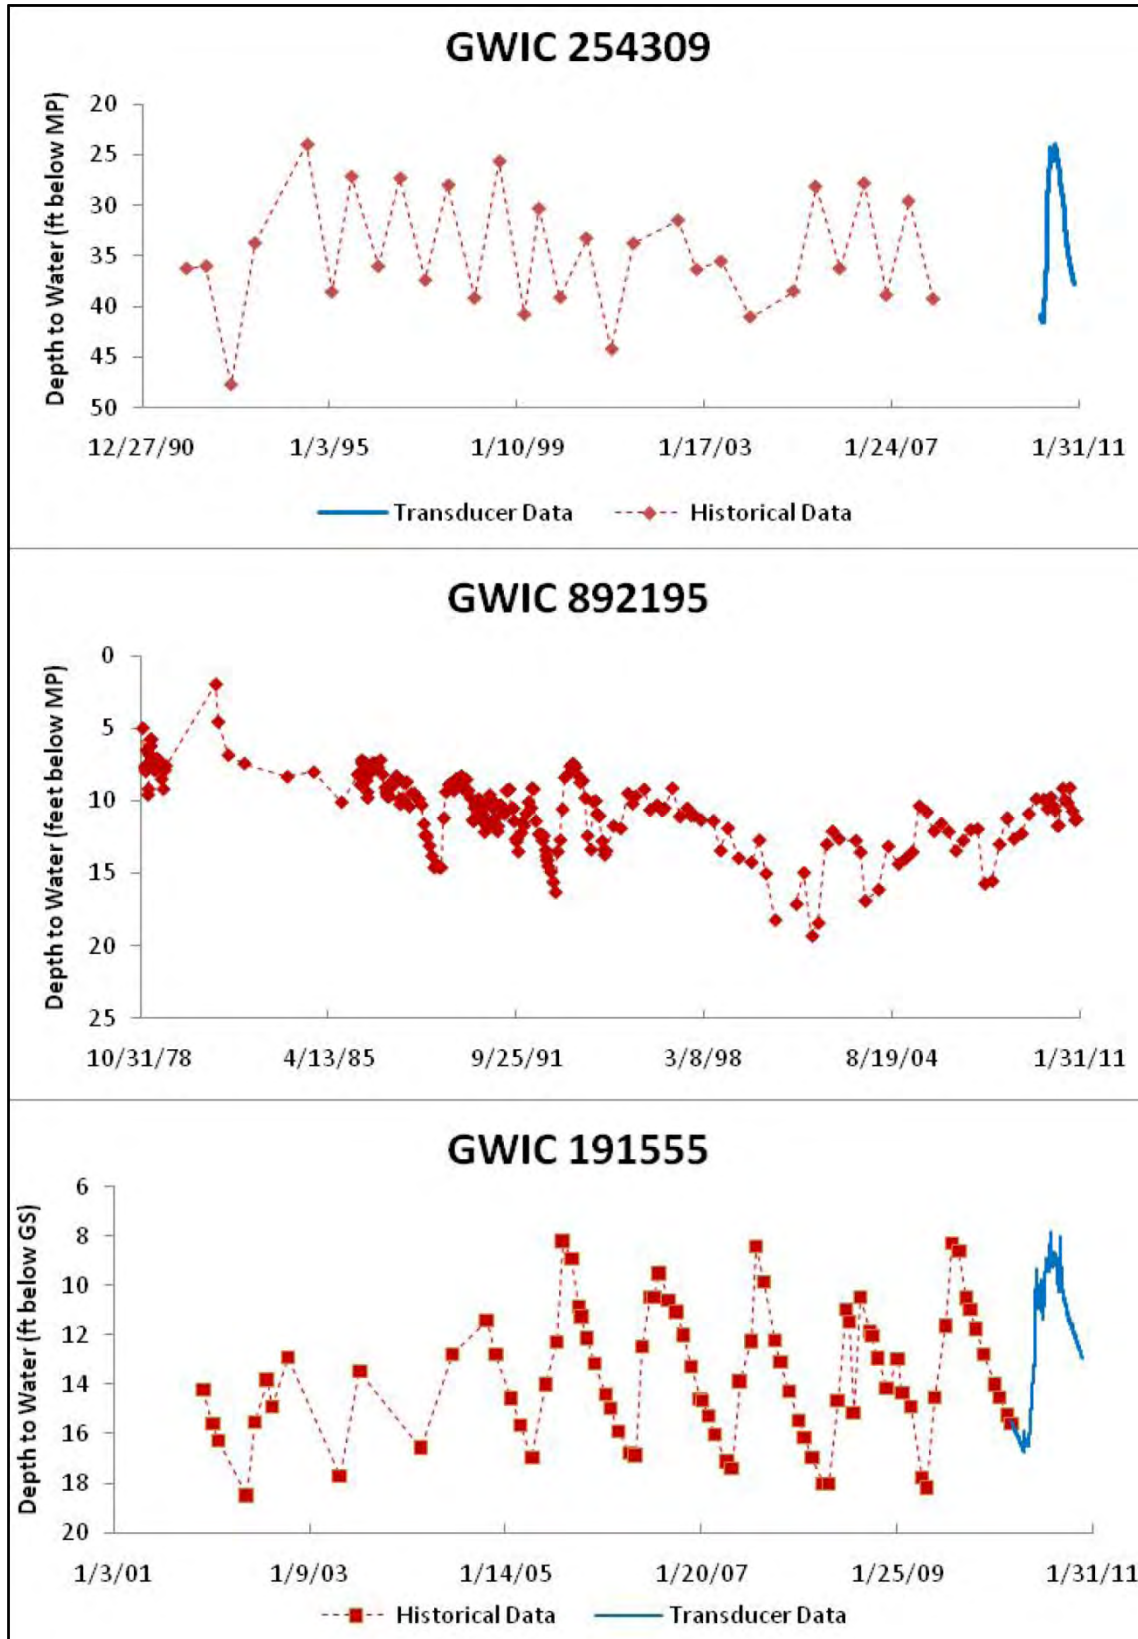 GWIC 254309
Depth to Water (ft below MP)
20
25
30
35
40
45
50
12/27/90 1/3/95 1/10/99 1/17/03 1/24/07 1/31/11
Transducer Data Historical Data
GWIC 892195
Depth to Water (feet below MP)
0
5
10
15
20
25
10/31/78 4/13/85 9/25/91 3/8/98 8/19/04 1/31/11
GWIC 191555
Depth to Water (ft below GS)
6
8
10
12
14
16
18
20
1/3/01 1/9/03 1/14/05 1/20/07 1/25/09 1/31/11
Historical Data Transducer Data